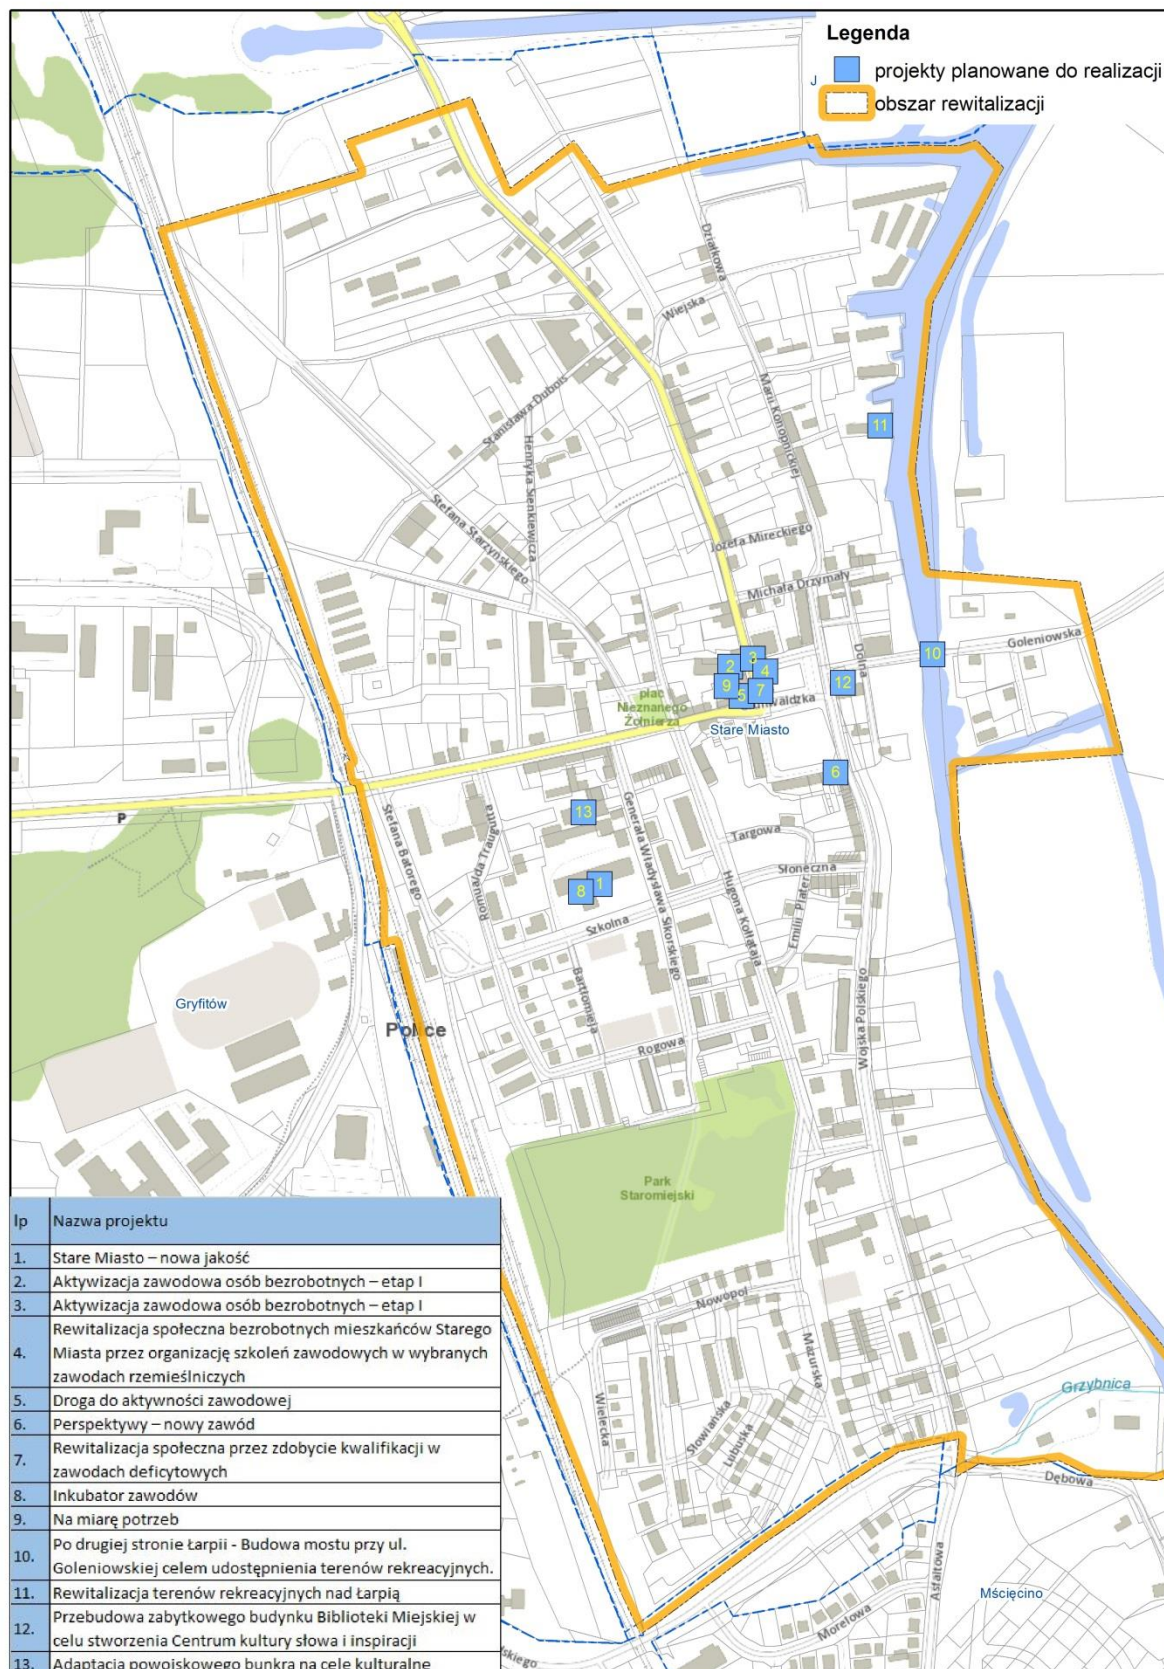 Legenda
J
projekty planowane do realizacji
obszar rewitalizacji
Działkowa
Wiejska
Stanisława Dubois
Marii Konopnickiej
11
Henryka Sienkiewicza
Stefana Starzyńskiego
Józefa Mireckiego
Michała Drzymały
Goleniowska
Dolna
10
3
2
4
9
5
7
12
plac
Nieznanego
Żołnierza
Stare Miasto
6
P
13
Stefana Batorego
Romualda Traugutta
Generała Władysława Sikorskiego
Targowa
Słoneczna
Hugona Kołłątaja
Emilii Plater
1
8
Szkolna
Bartłomieja
Wojska Polskiego
Gryfitów
Police
Rogowa
Park
Staromiejski
Nowopol
Mazurska
Wielecka
Słowiańska
Lubuska
Grzybnica
Dębowa
Asfaltowa
Mścięcino
Morelowa
lp Nazwa projektu
1. Stare Miasto – nowa jakość
2. Aktywizacja zawodowa osób bezrobotnych – etap I
3. Aktywizacja zawodowa osób bezrobotnych – etap I
4. Rewitalizacja społeczna bezrobotnych mieszkańców Starego
Miasta przez organizację szkoleń zawodowych w wybranych
zawodach rzemieślniczych
5. Droga do aktywności zawodowej
6. Perspektywy – nowy zawód
7. Rewitalizacja społeczna przez zdobycie kwalifikacji w
zawodach deficytowych
8. Inkubator zawodów
9. Na miarę potrzeb
10. Po drugiej stronie Łarpii - Budowa mostu przy ul.
Goleniowskiej celem udostępnienia terenów rekreacyjnych.
11. Rewitalizacja terenów rekreacyjnych nad Łarpią
12. Przebudowa zabytkowego budynku Biblioteki Miejskiej w
celu stworzenia Centrum kultury słowa i inspiracji
13. Adaptacja powojskowego bunkra na cele kulturalne